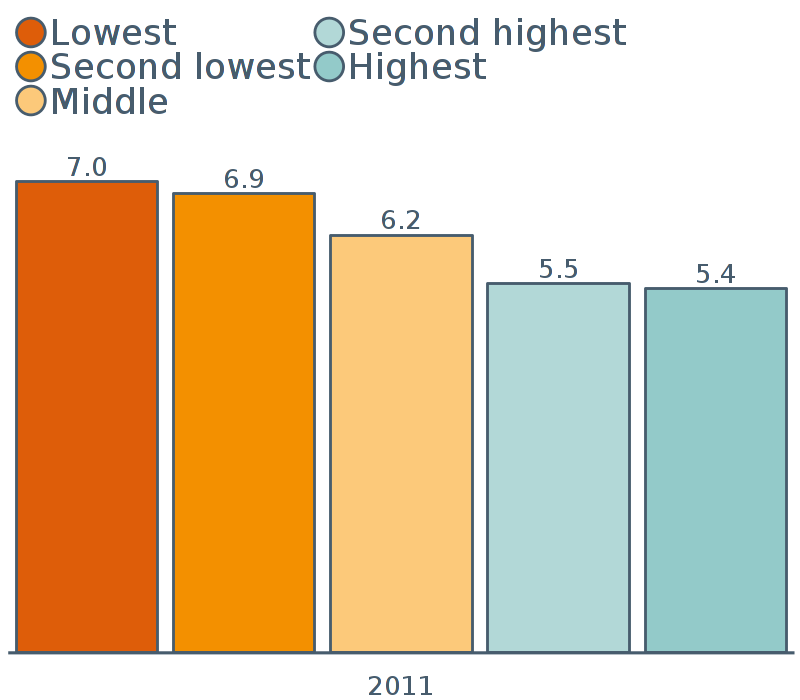 Lowest
Second lowest
Middle
Second highest
Highest
7.0
6.9
6.2
5.5
5.4
2011